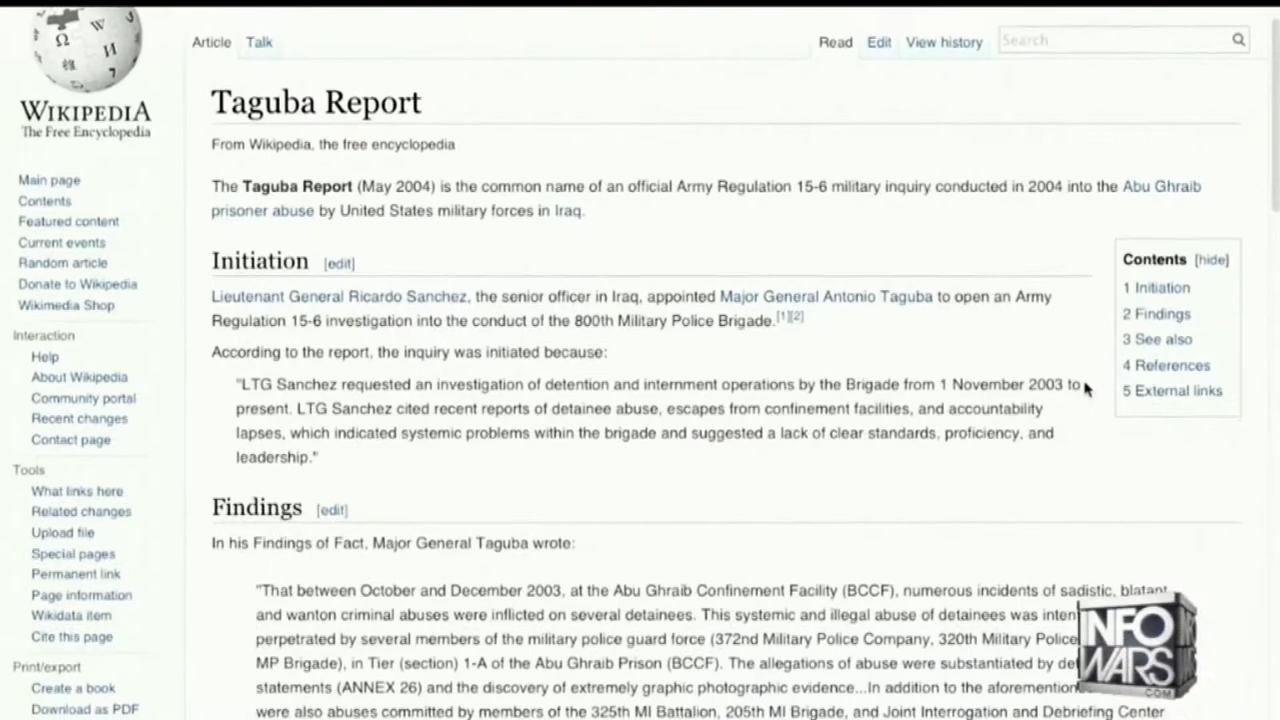 Article Talk Read Edit View history Search
WIKIPEDIA
The Free Encyclopedia
Main page
Contents
Featured content
Current events
Random article
Donate to Wikipedia
Wikimedia Shop
Interaction
Help
About Wikipedia
Community portal
Recent changes
Contact page
Tools
What links here
Related changes
Upload file
Special pages
Permanent link
Page information
Wikidata item
Cite this page
Print/export
Create a book
Download as PDF
Taguba Report
From Wikipedia, the free encyclopedia
The Taguba Report (May 2004) is the common name of an official Army Regulation 15-6 military inquiry conducted in 2004 into the Abu Ghraib
prisoner abuse by United States military forces in Iraq.
Initiation [edit]
Lieutenant General Ricardo Sanchez, the senior officer in Iraq, appointed Major General Antonio Taguba to open an Army
Regulation 15-6 investigation into the conduct of the 800th Military Police Brigade.[1][2]
According to the report, the inquiry was initiated because:
"LTG Sanchez requested an investigation of detention and internment operations by the Brigade from 1 November 2003 to
present. LTG Sanchez cited recent reports of detainee abuse, escapes from confinement facilities, and accountability
lapses, which indicated systemic problems within the brigade and suggested a lack of clear standards, proficiency, and
leadership."
Contents [hide]
1 Initiation
2 Findings
3 See also
4 References
5 External links
Findings [edit]
In his Findings of Fact, Major General Taguba wrote:
"That between October and December 2003, at the Abu Ghraib Confinement Facility (BCCF), numerous incidents of sadistic, blatant
and wanton criminal abuses were inflicted on several detainees. This systemic and illegal abuse of detainees was
perpetrated by several members of the military police guard force (372nd Military Police Company, 320th Military Police
MP Brigade), in Tier (section) 1-A of the Abu Ghraib Prison (BCCF). The allegations of abuse were substantiated by
statements (ANNEX 26) and the discovery of extremely graphic photographic evidence...In addition to the
were also abuses committed by members of the 325th MI Battalion, 205th MI Brigade, and Joint Interrogation and Debriefing Center
INFO
WARS
.COM